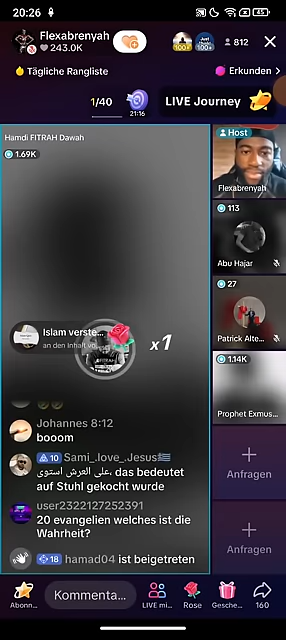 20:26
45
Flexabrenyah
243.0K
100+
100+
812
Tägliche Rangliste
Erkunden
1/40
21:16
LIVE Journey
Hamdi FITRAH Dawah
1.69K
Host
Flexabrenyah
113
Abu Hajar
27
Patrick Alte...
1.14K
Prophet Exmus...
Islam verste...
an den Inhalt vo...
x1
Johannes 8:12
booom
10 Sami_love_Jesus🇬🇷
على العرش استوى, das bedeutet
auf Stuhl gekocht wurde
user2322127252391
20 evangelien welches ist die
Wahrheit?
18 hamad04 ist beigetreten
Anfragen
Anfragen
Abonn...
Kommenta...
LIVE mi...
Rose
Gesche...
160